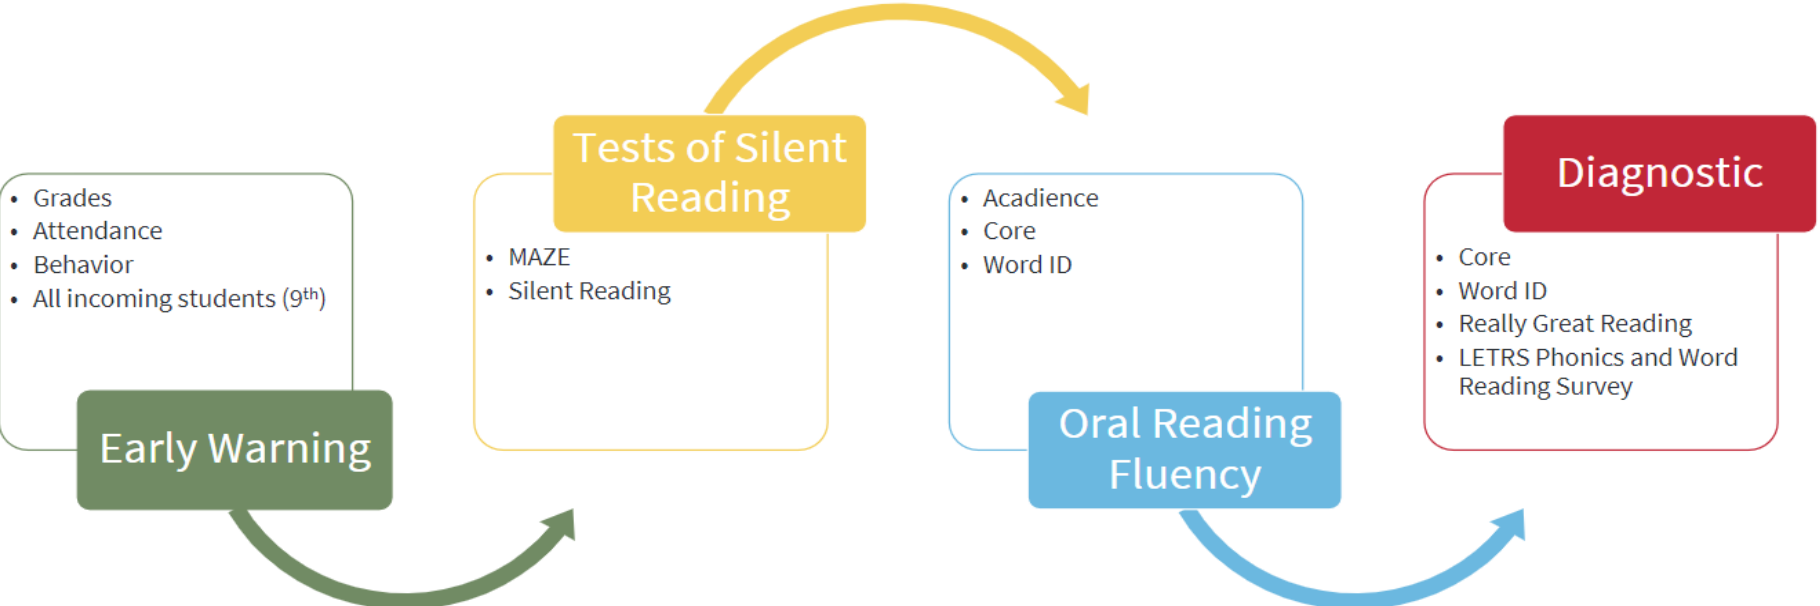 • Grades
• Attendance
• Behavior
• All incoming students (9th)
Early Warning
Tests of Silent
Reading
• MAZE
• Silent Reading
• Acadience
• Core
• Word ID
Oral Reading
Fluency
Diagnostic
• Core
• Word ID
• Really Great Reading
• LETRS Phonics and Word
Reading Survey